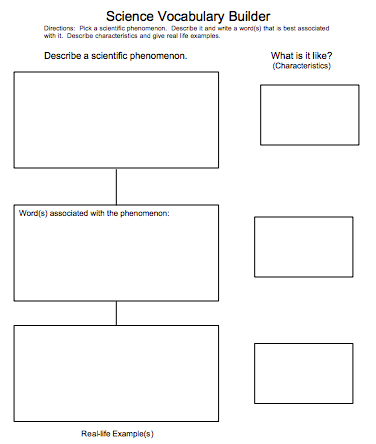 Science Vocabulary Builder
Directions: Pick a scientific phenomenon. Describe it and write a word(s) that is best associated
with it. Describe characteristics and give real life examples.
Describe a scientific phenomenon.
What is it like?
(Characteristics)
Word(s) associated with the phenomenon:
Real-life Example(s)